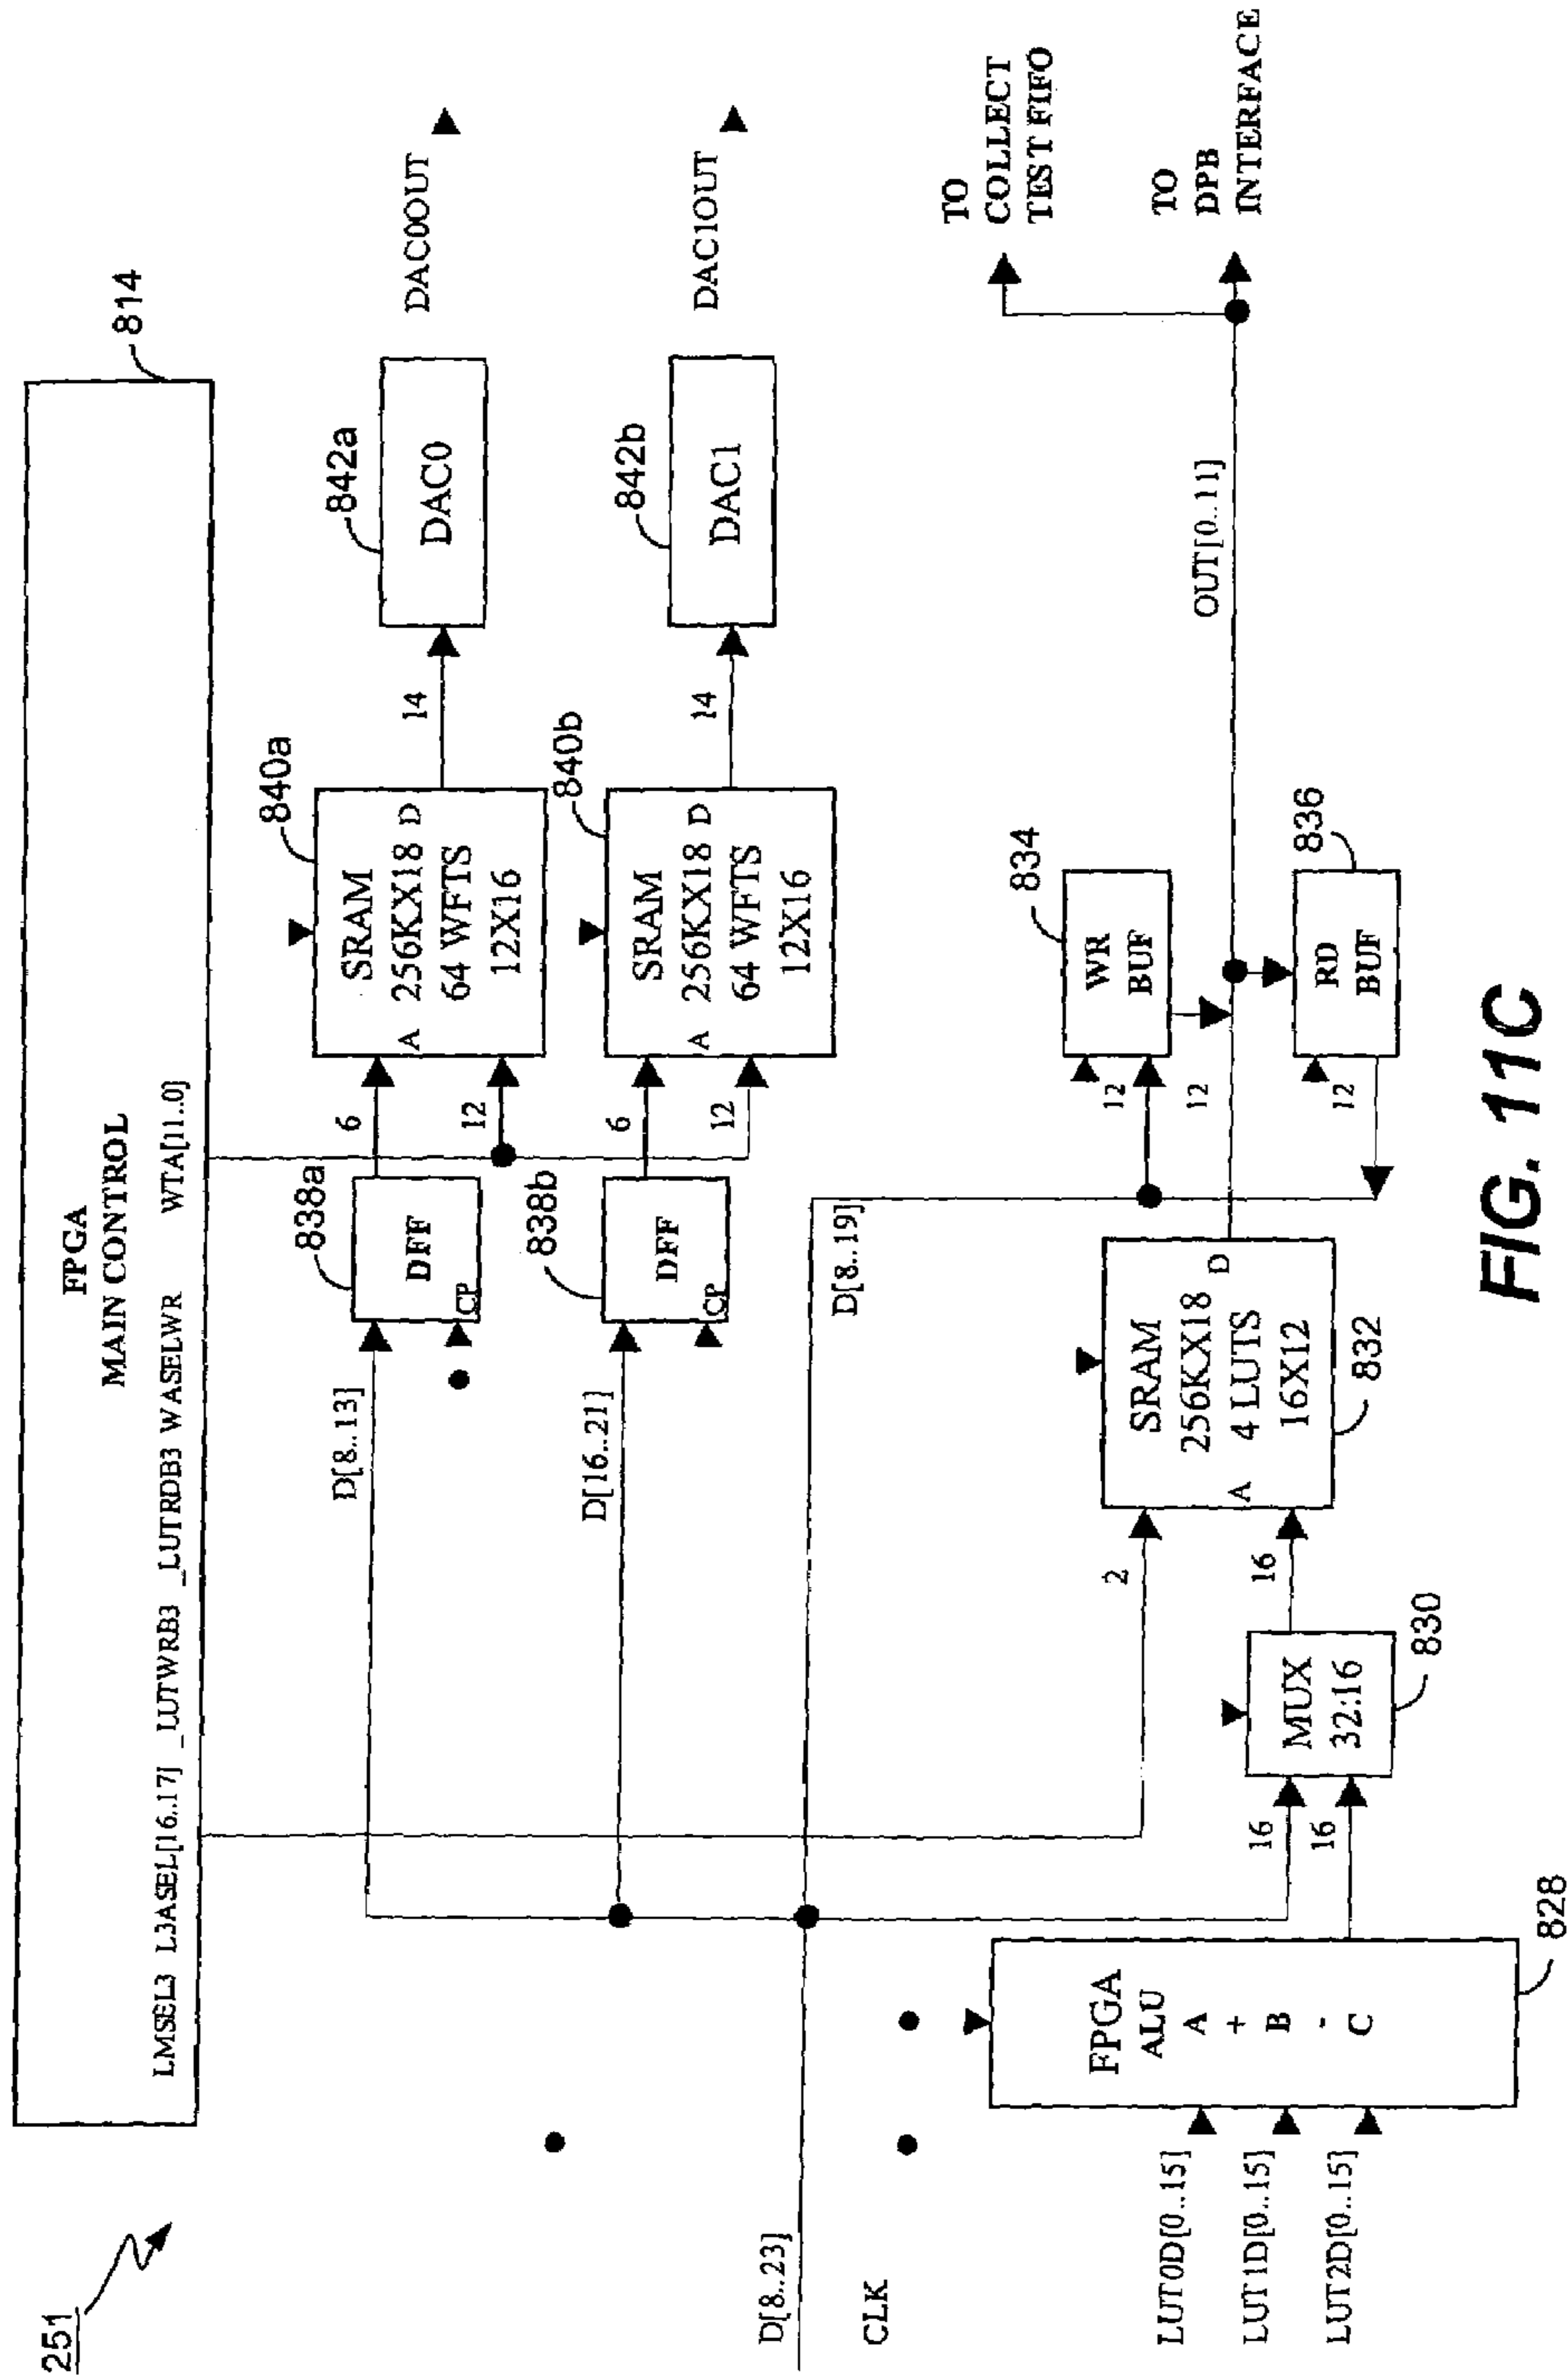 251
FPGA
MAIN CONTROL
LMSEL3 L3ASEL[16..17] _LUTWRB3 _LUTRDB3 WASELWR WTA[11..0]
814
D[8..13]
838a
DFF
CP
6
12
840a
SRAM
A 256KX18 D
64 WFTS
12X16
14
842a
DAC0
DAC0OUT
D[16..21]
838b
DFF
CP
6
12
840b
SRAM
A 256KX18 D
64 WFTS
12X16
14
842b
DAC1
DAC1OUT
D[8..23]
CLK
D[8..19]
834
WR
BUF
12
12
RD
BUF
836
12
OUT[0..11]
TO
COLLECT
TEST FIFO
TO
DPB
INTERFACE
2
16
SRAM
256KX18
4 LUTS
16X12
A
D
832
MUX
32:16
830
16
16
FPGA
ALU
A
+
B
-
C
828
LUT0D[0..15]
LUT1D[0..15]
LUT2D[0..15]
FIG. 11C